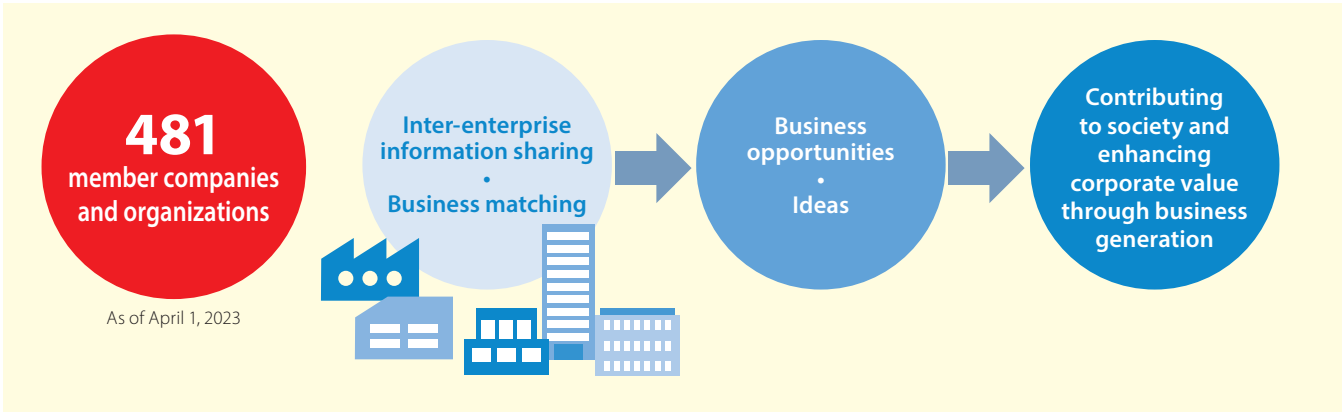 481
member companies
and organizations
As of April 1, 2023
Inter-enterprise
information sharing
•
Business matching
Business
opportunities
•
Ideas
Contributing
to society and
enhancing
corporate value
through business
generation